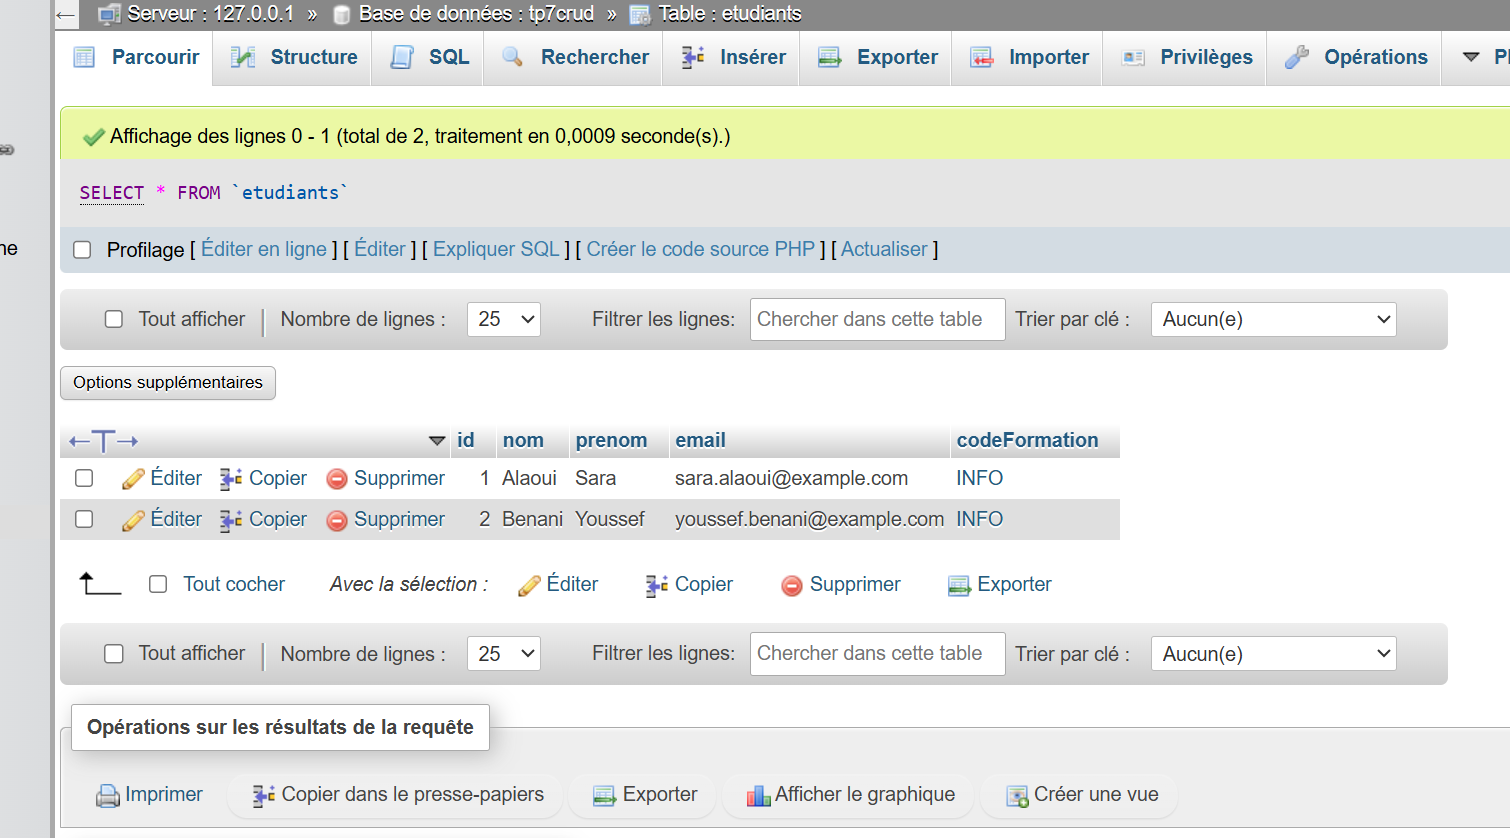 Serveur : 127.0.0.1 » Base de données : tp7crud » Table : etudiants
Parcourir Structure SQL Rechercher Insérer Exporter Importer Privilèges Opérations
Affichage des lignes 0 - 1 (total de 2, traitement en 0,0009 seconde(s).)
SELECT * FROM `etudiants`
Profilage [ Éditer en ligne ] [ Éditer ] [ Expliquer SQL ] [ Créer le code source PHP ] [ Actualiser ]
Tout afficher Nombre de lignes : 25 Filtrer les lignes: Chercher dans cette table Trier par clé : Aucun(e)
Options supplémentaires
id nom prenom email codeFormation
Éditer Copier Supprimer 1 Alaoui Sara sara.alaoui@example.com INFO
Éditer Copier Supprimer 2 Benani Youssef youssef.benani@example.com INFO
Tout cocher Avec la sélection : Éditer Copier Supprimer Exporter
Tout afficher Nombre de lignes : 25 Filtrer les lignes: Chercher dans cette table Trier par clé : Aucun(e)
Opérations sur les résultats de la requête
Imprimer Copier dans le presse-papiers Exporter Afficher le graphique Créer une vue